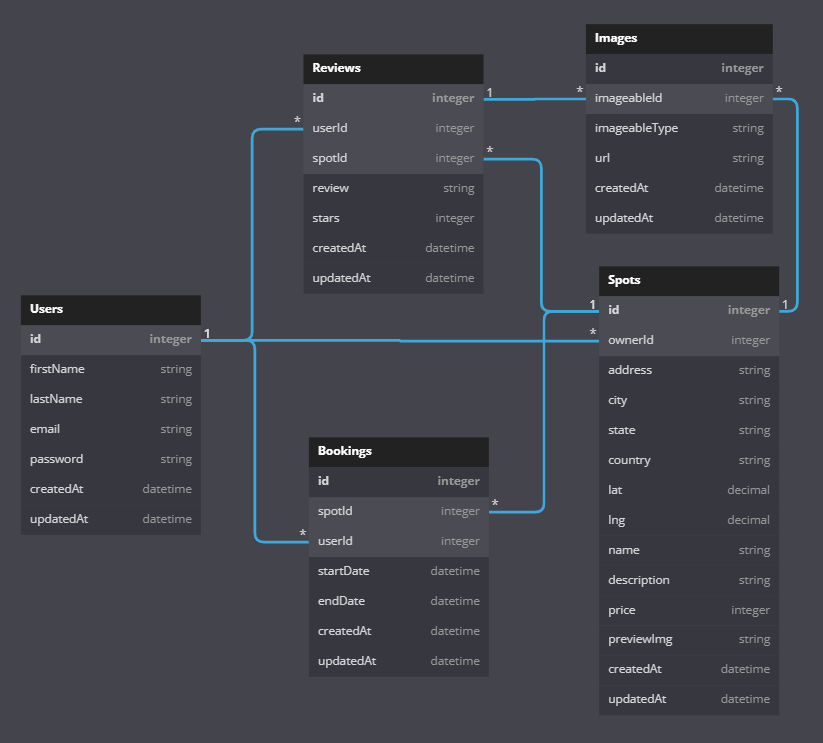 Images
id integer
imageableId integer
imageableType string
url string
createdAt datetime
updatedAt datetime
Reviews
id integer
userId integer
spotId integer
review string
stars integer
createdAt datetime
updatedAt datetime
1 *
*
*
*
Spots
id integer
ownerId integer
address string
city string
state string
country string
lat decimal
lng decimal
name string
description string
price integer
previewImg string
createdAt datetime
updatedAt datetime
1 1
*
Users
id integer
firstName string
lastName string
email string
password string
createdAt datetime
updatedAt datetime
1
Bookings
id integer
spotId integer
userId integer
startDate datetime
endDate datetime
createdAt datetime
updatedAt datetime
*
*